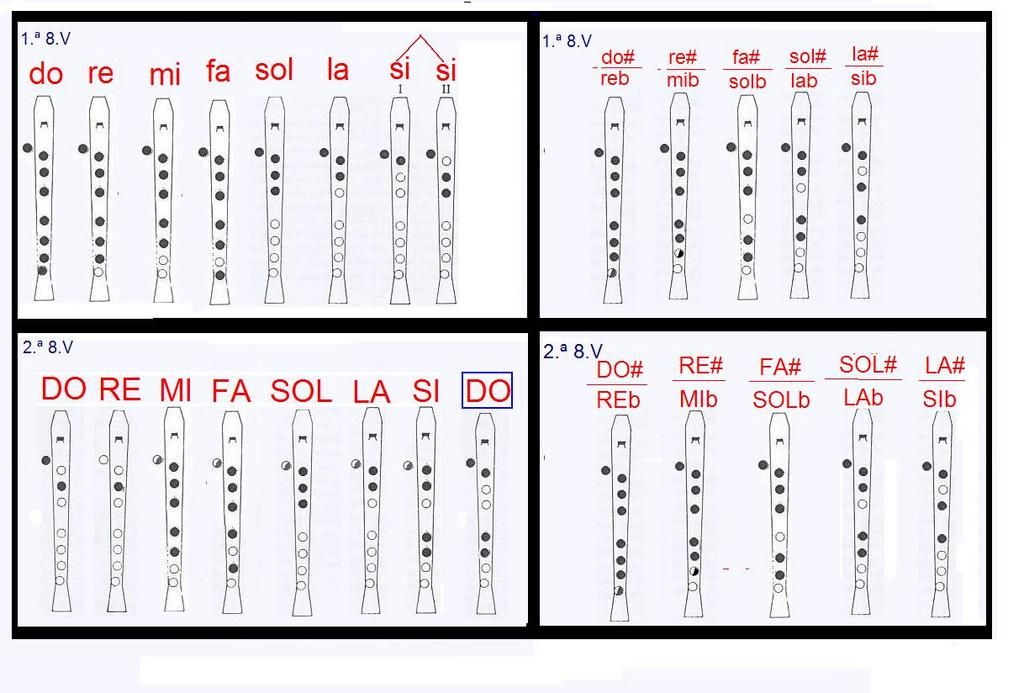 1.ª 8.V
do re mi fa sol la si si
I II
1.ª 8.V
do# re# fa# sol# la#
reb mib solb lab sib
2.ª 8.V
DO RE MI FA SOL LA SI DO
2.ª 8.V
DO# RE# FA# SOL# LA#
REb MIb SOLb LAb SIb